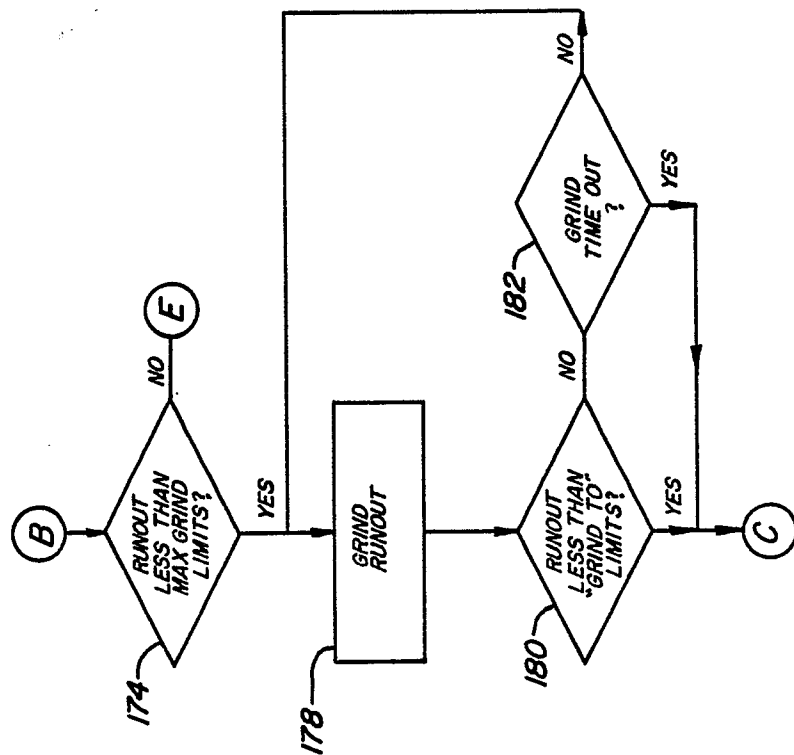 B
RUNOUT
LESS THAN
MAX GRIND
LIMITS?
174
NO
E
YES
GRIND
RUNOUT
178
RUNOUT
LESS THAN
"GRIND TO"
LIMITS?
180
NO
YES
GRIND
TIME OUT
?
182
NO
YES
C